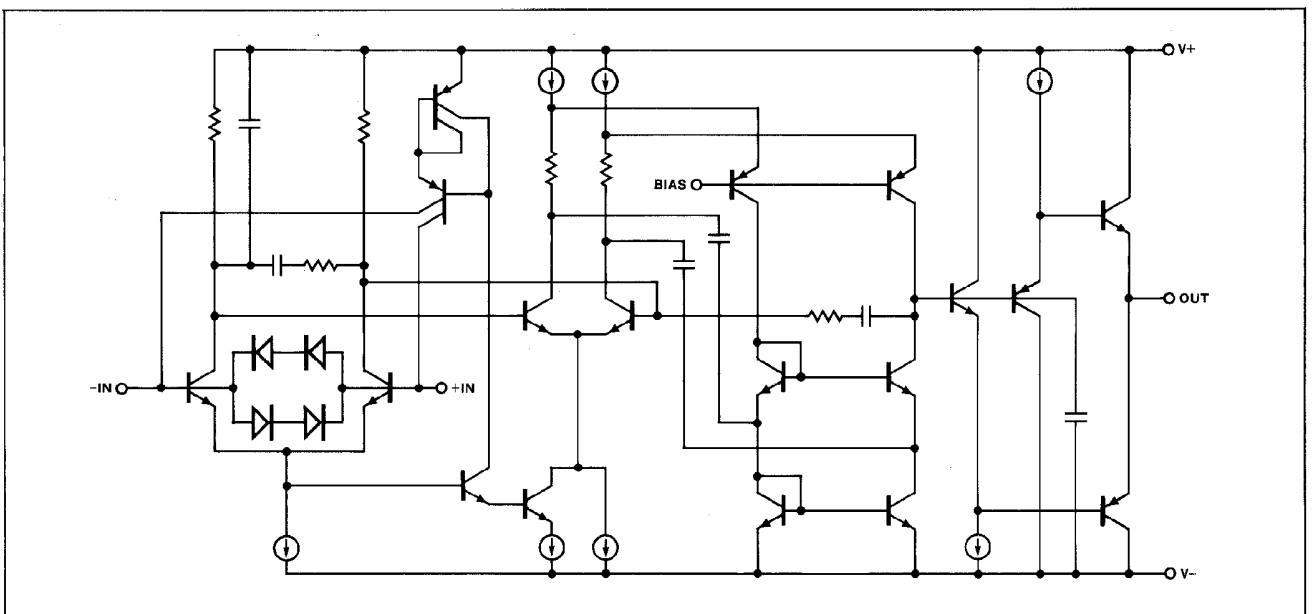 V+
BIAS
OUT
-IN
+IN
V-